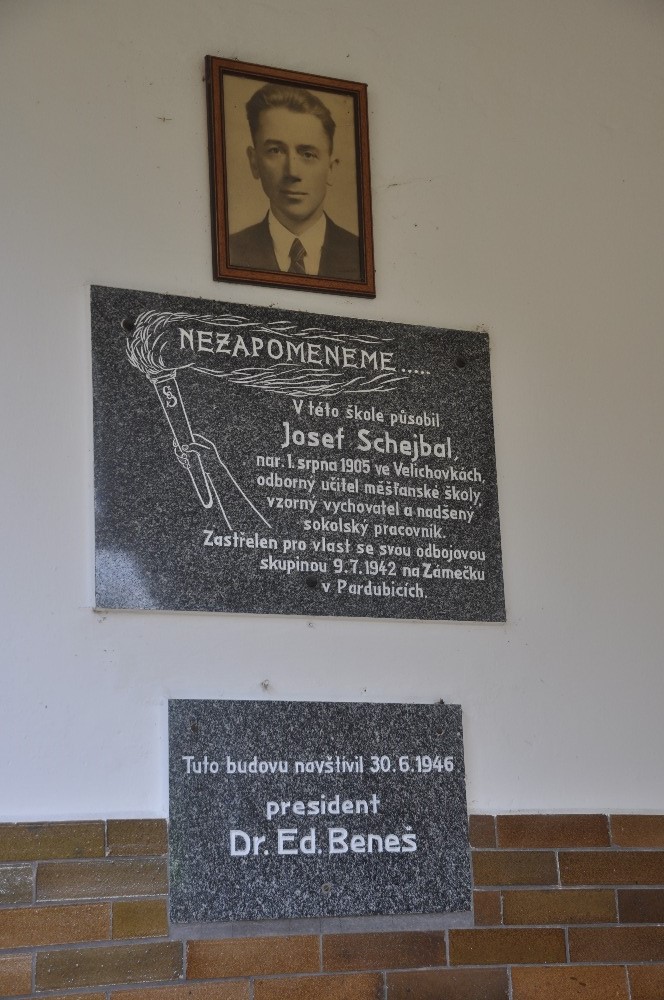 NEZAPOMENEME.....
V této škole působil
Josef Schejbal,
nar. 1. srpna 1905 ve Velichovkách,
odborný učitel měšťanské školy,
vzorný vychovatel a nadšený
sokolský pracovník.
Zastřelen pro vlast se svou odbojovou
skupinou 9.7.1942 na Zámečku
v Pardubicích.
Tuto budovu navštívil 30.6.1946
president
Dr. Ed. Beneš